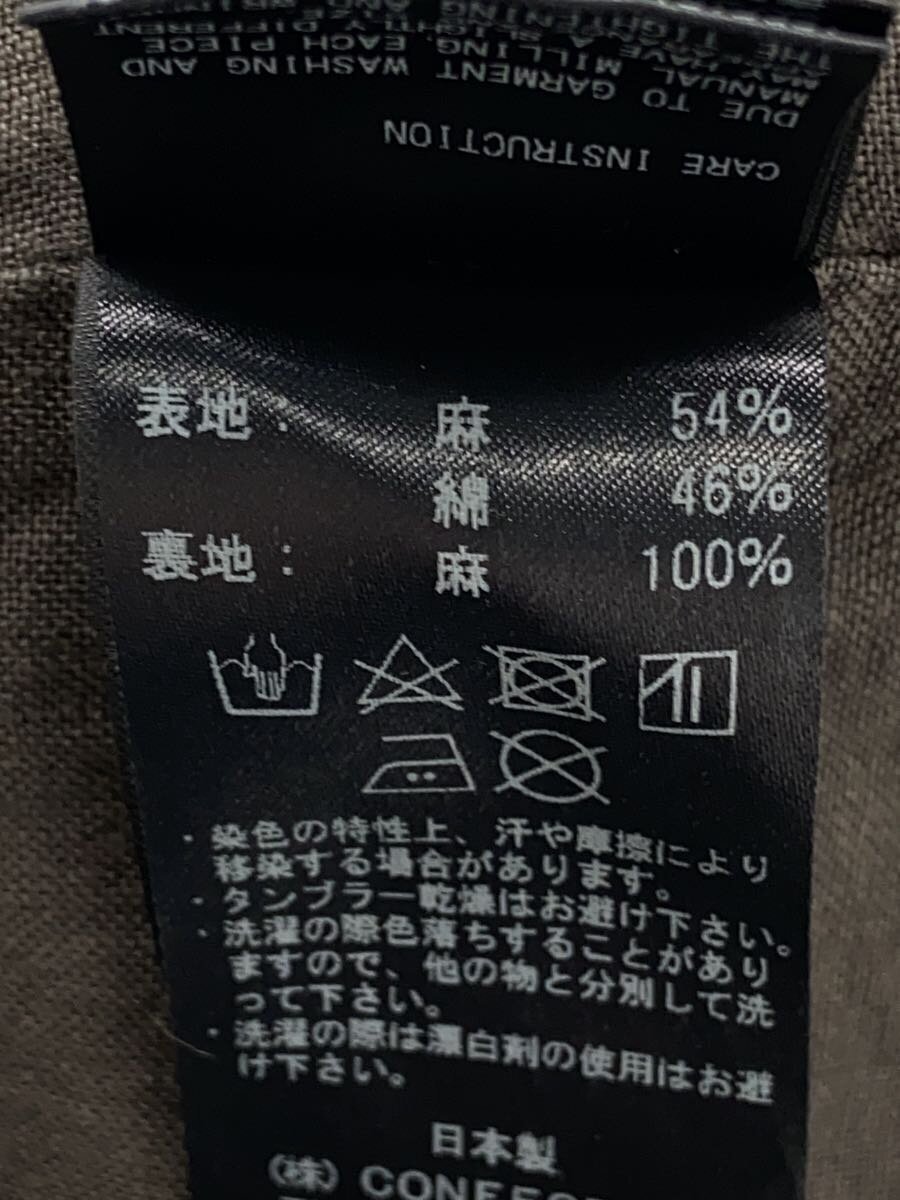 CARE INSTRUCTION
DUE TO GARMENT WASHING AND
MANUAL MILLING, EACH PIECE
MAY HAVE A SLIGHTLY DIFFERENT
表地: 麻 54%
綿 46%
裏地: 麻 100%
・染色の特性上、汗や摩擦により
移染する場合があります。
・タンブラー乾燥はお避け下さい。
・洗濯の際色落ちすることがあり
ますので、他の物と分別して洗
って下さい。
・洗濯の際は漂白剤の使用はお避
け下さい。
日本製
(株)